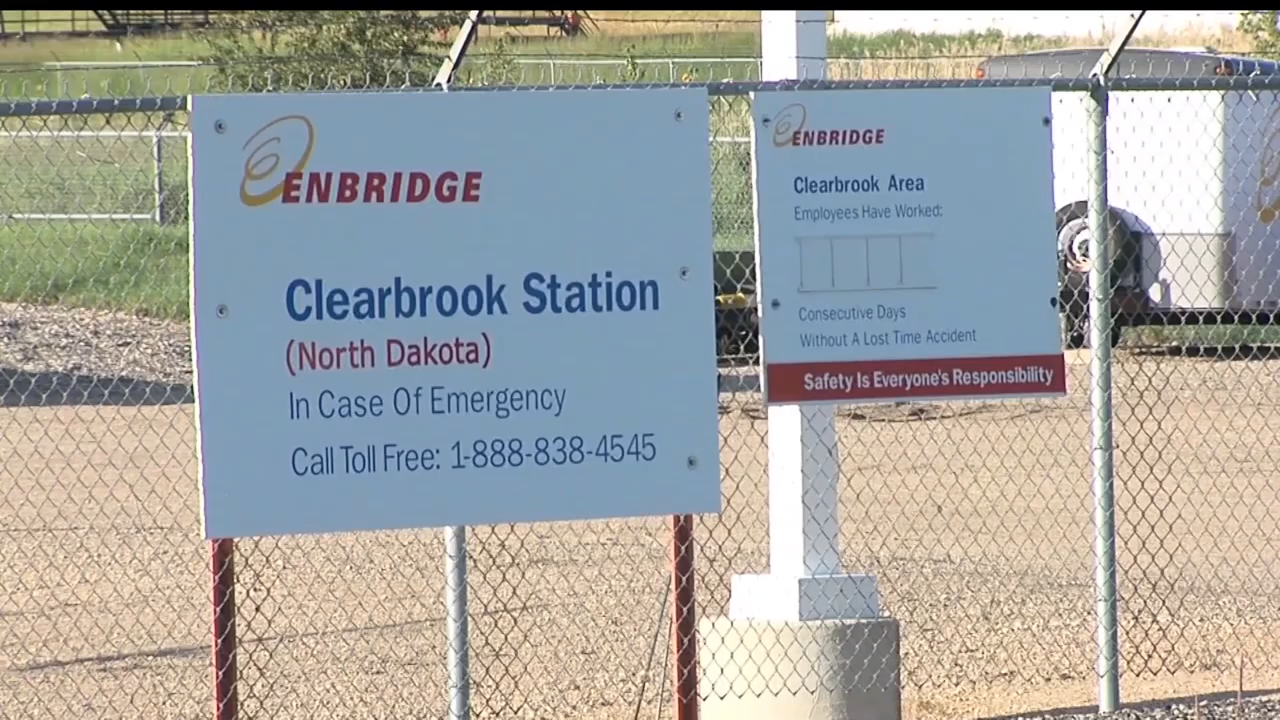 ENBRIDGE
Clearbrook Station
(North Dakota)
In Case Of Emergency
Call Toll Free: 1-888-838-4545
ENBRIDGE
Clearbrook Area
Employees Have Worked:
Consecutive Days
Without A Lost Time Accident
Safety Is Everyone's Responsibility